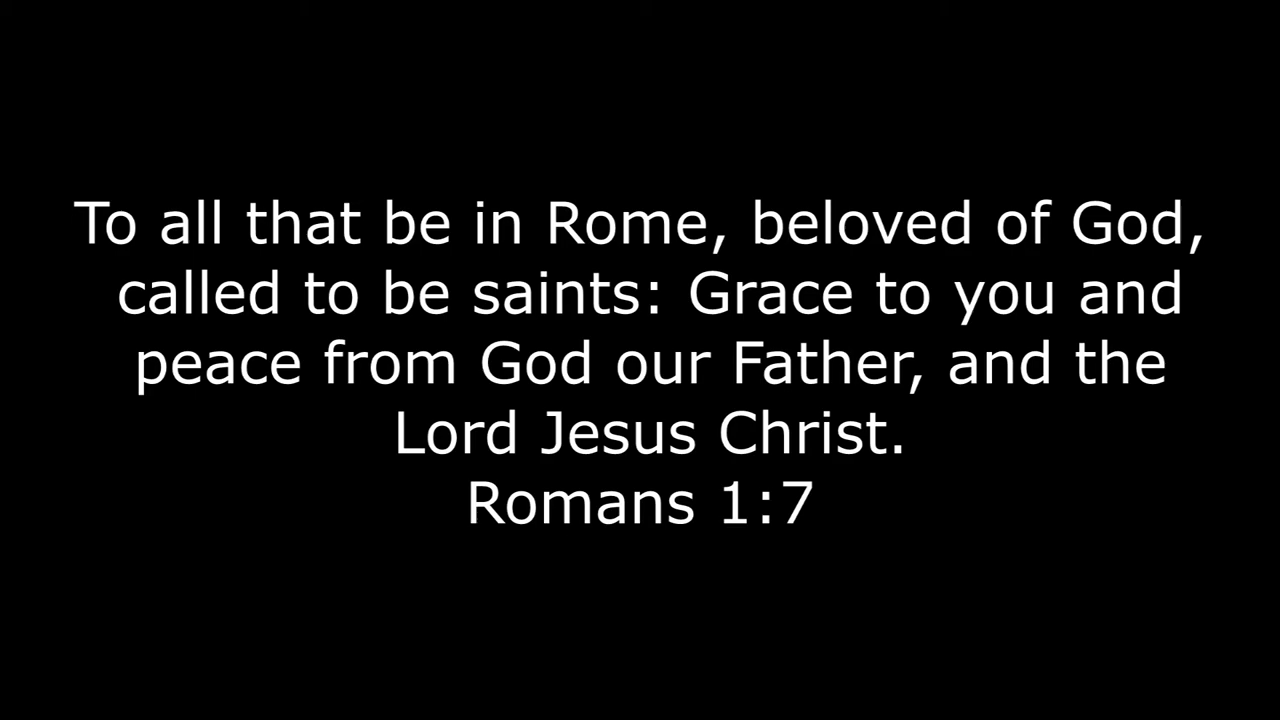 To all that be in Rome, beloved of God,
called to be saints: Grace to you and
peace from God our Father, and the
Lord Jesus Christ.
Romans 1:7